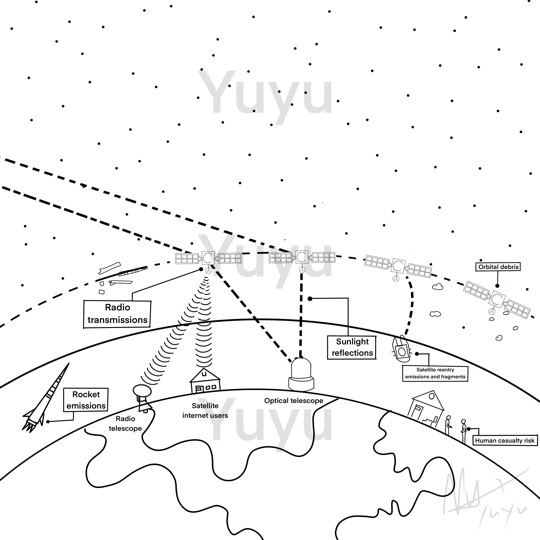 Yuyu
Yuyu
Orbital debris
Radio
transmissions
Sunlight
reflections
Satellite reentry
emissions and fragments
Rocket
emissions
Satellite
internet users
Optical telescope
Radio
telescope
Yuyu
Human casualty risk
yuyu